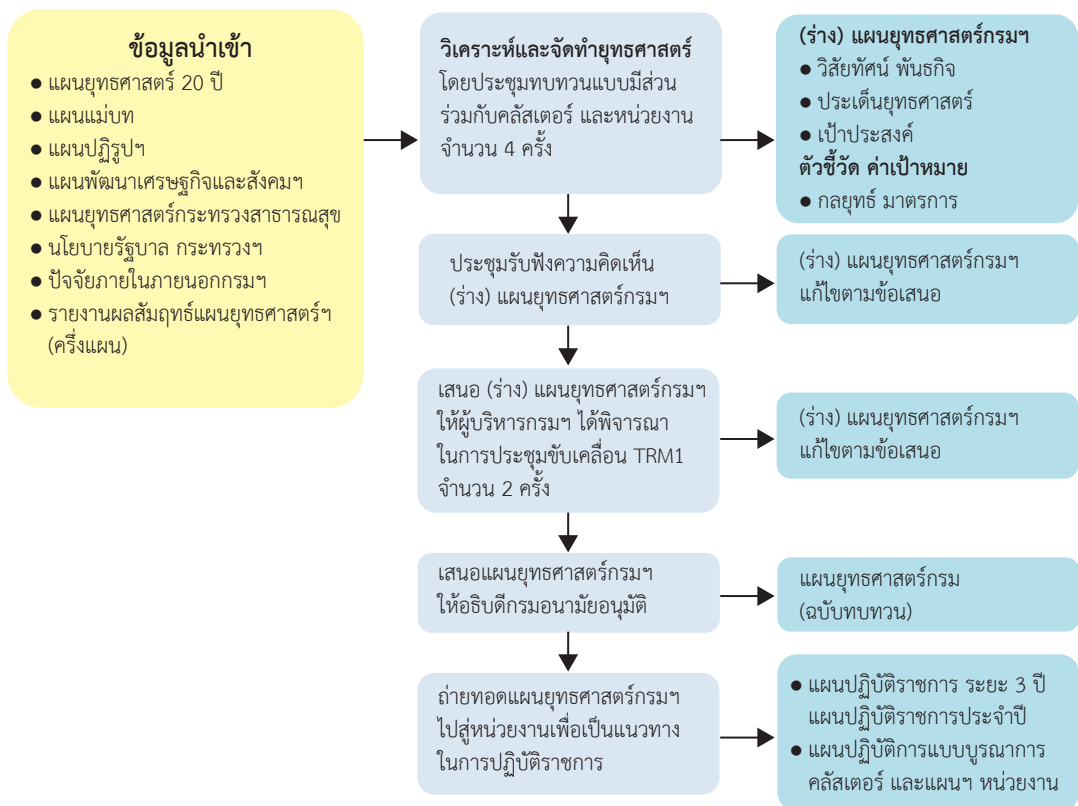 ข้อมูลนำเข้า
● แผนยุทธศาสตร์ 20 ปี
● แผนแม่บท
● แผนปฏิรูปฯ
● แผนพัฒนาเศรษฐกิจและสังคมฯ
● แผนยุทธศาสตร์กระทรวงสาธารณสุข
● นโยบายรัฐบาล กระทรวงฯ
● ปัจจัยภายในภายนอกกรมฯ
● รายงานผลสัมฤทธ์แผนยุทธศาสตร์ฯ
(ครึ่งแผน)
วิเคราะห์และจัดทำยุทธศาสตร์
โดยประชุมทบทวนแบบมีส่วน
ร่วมกับคลัสเตอร์ และหน่วยงาน
จำนวน 4 ครั้ง
(ร่าง) แผนยุทธศาสตร์กรมฯ
● วิสัยทัศน์ พันธกิจ
● ประเด็นยุทธศาสตร์
● เป้าประสงค์
ตัวชี้วัด ค่าเป้าหมาย
● กลยุทธ์ มาตรการ
ประชุมรับฟังความคิดเห็น
(ร่าง) แผนยุทธศาสตร์กรมฯ
(ร่าง) แผนยุทธศาสตร์กรมฯ
แก้ไขตามข้อเสนอ
เสนอ (ร่าง) แผนยุทธศาสตร์กรมฯ
ให้ผู้บริหารกรมฯ ได้พิจารณา
ในการประชุมขับเคลื่อน TRM1
จำนวน 2 ครั้ง
(ร่าง) แผนยุทธศาสตร์กรมฯ
แก้ไขตามข้อเสนอ
เสนอแผนยุทธศาสตร์กรมฯ
ให้อธิบดีกรมอนามัยอนุมัติ
แผนยุทธศาสตร์กรม
(ฉบับทบทวน)
ถ่ายทอดแผนยุทธศาสตร์กรมฯ
ไปสู่หน่วยงานเพื่อเป็นแนวทาง
ในการปฏิบัติราชการ
● แผนปฏิบัติราชการ ระยะ 3 ปี
แผนปฏิบัติราชการประจำปี
● แผนปฏิบัติการแบบบูรณาการ
คลัสเตอร์ และแผนฯ หน่วยงาน